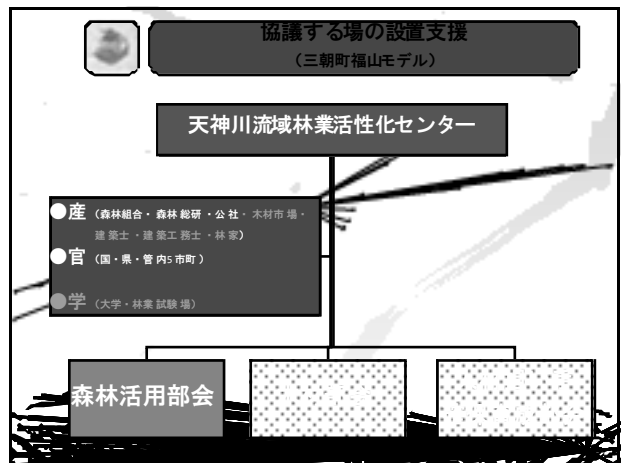 協議する場の設置支援
（三朝町福山モデル）
天神川流域林業活性化センター
●産（森林組合・森林総研・公社・木材市場・
建築士・建築工務士・林家）
●官（国・県・管内5市町）
●学（大学・林業試験場）
森林活用部会